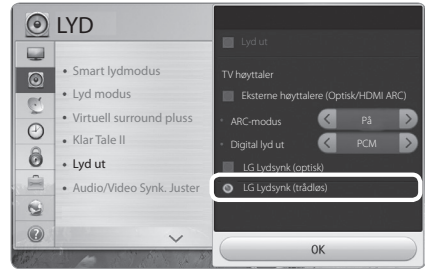 LYD
Smart lydmodus
Lyd modus
Virtuell surround pluss
Klar Tale II
Lyd ut
Audio/Video Synk. Juster
Lyd ut
TV høyttaler
Eksterne høyttalere (Optisk/HDMI ARC)
ARC-modus
På
Digital lyd ut
PCM
LG Lydsynk (optisk)
LG Lydsynk (trådløs)
OK